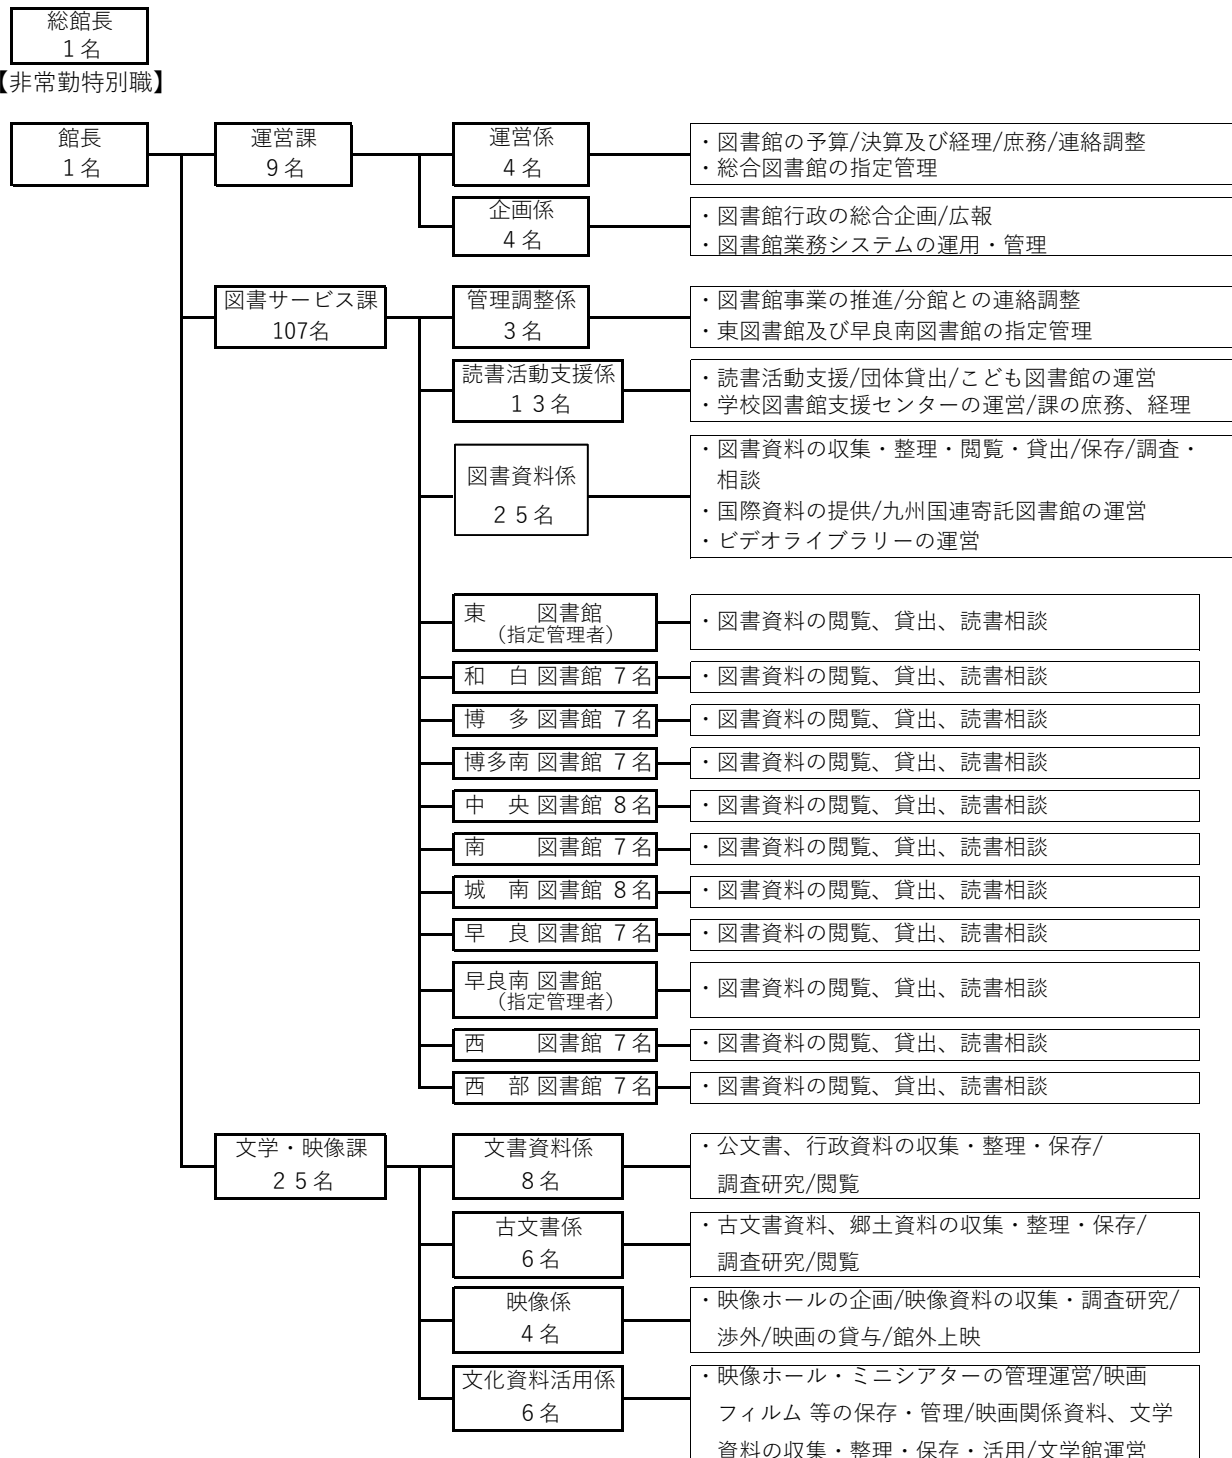 総館長
1名
【非常勤特別職】
館長
1名
運営課
9名
運営係
4名
・図書館の予算/決算及び経理/庶務/連絡調整
・総合図書館の指定管理
企画係
4名
・図書館行政の総合企画/広報
・図書館業務システムの運用・管理
図書サービス課
107名
管理調整係
3名
・図書館事業の推進/分館との連絡調整
・東図書館及び早良南図書館の指定管理
読書活動支援係
13名
・読書活動支援/団体貸出/こども図書館の運営
・学校図書館支援センターの運営/課の庶務、経理
図書資料係
25名
・図書資料の収集・整理・閲覧・貸出/保存/調査・
相談
・国際資料の提供/九州国連寄託図書館の運営
・ビデオライブラリーの運営
東 図書館
（指定管理者）
・図書資料の閲覧、貸出、読書相談
和 白 図書館 7名
・図書資料の閲覧、貸出、読書相談
博 多 図書館 7名
・図書資料の閲覧、貸出、読書相談
博多南 図書館 7名
・図書資料の閲覧、貸出、読書相談
中 央 図書館 8名
・図書資料の閲覧、貸出、読書相談
南 図書館 7名
・図書資料の閲覧、貸出、読書相談
城 南 図書館 8名
・図書資料の閲覧、貸出、読書相談
早 良 図書館 7名
・図書資料の閲覧、貸出、読書相談
早良南 図書館
（指定管理者）
・図書資料の閲覧、貸出、読書相談
西 図書館 7名
・図書資料の閲覧、貸出、読書相談
西 部 図書館 7名
・図書資料の閲覧、貸出、読書相談
文学・映像課
25名
文書資料係
8名
・公文書、行政資料の収集・整理・保存/
調査研究/閲覧
古文書係
6名
・古文書資料、郷土資料の収集・整理・保存/
調査研究/閲覧
映像係
4名
・映像ホールの企画/映像資料の収集・調査研究/
渉外/映画の貸与/館外上映
文化資料活用係
6名
・映像ホール・ミニシアターの管理運営/映画
フィルム 等の保存・管理/映画関係資料、文学
資料の収集・整理・保存・活用/文学館運営